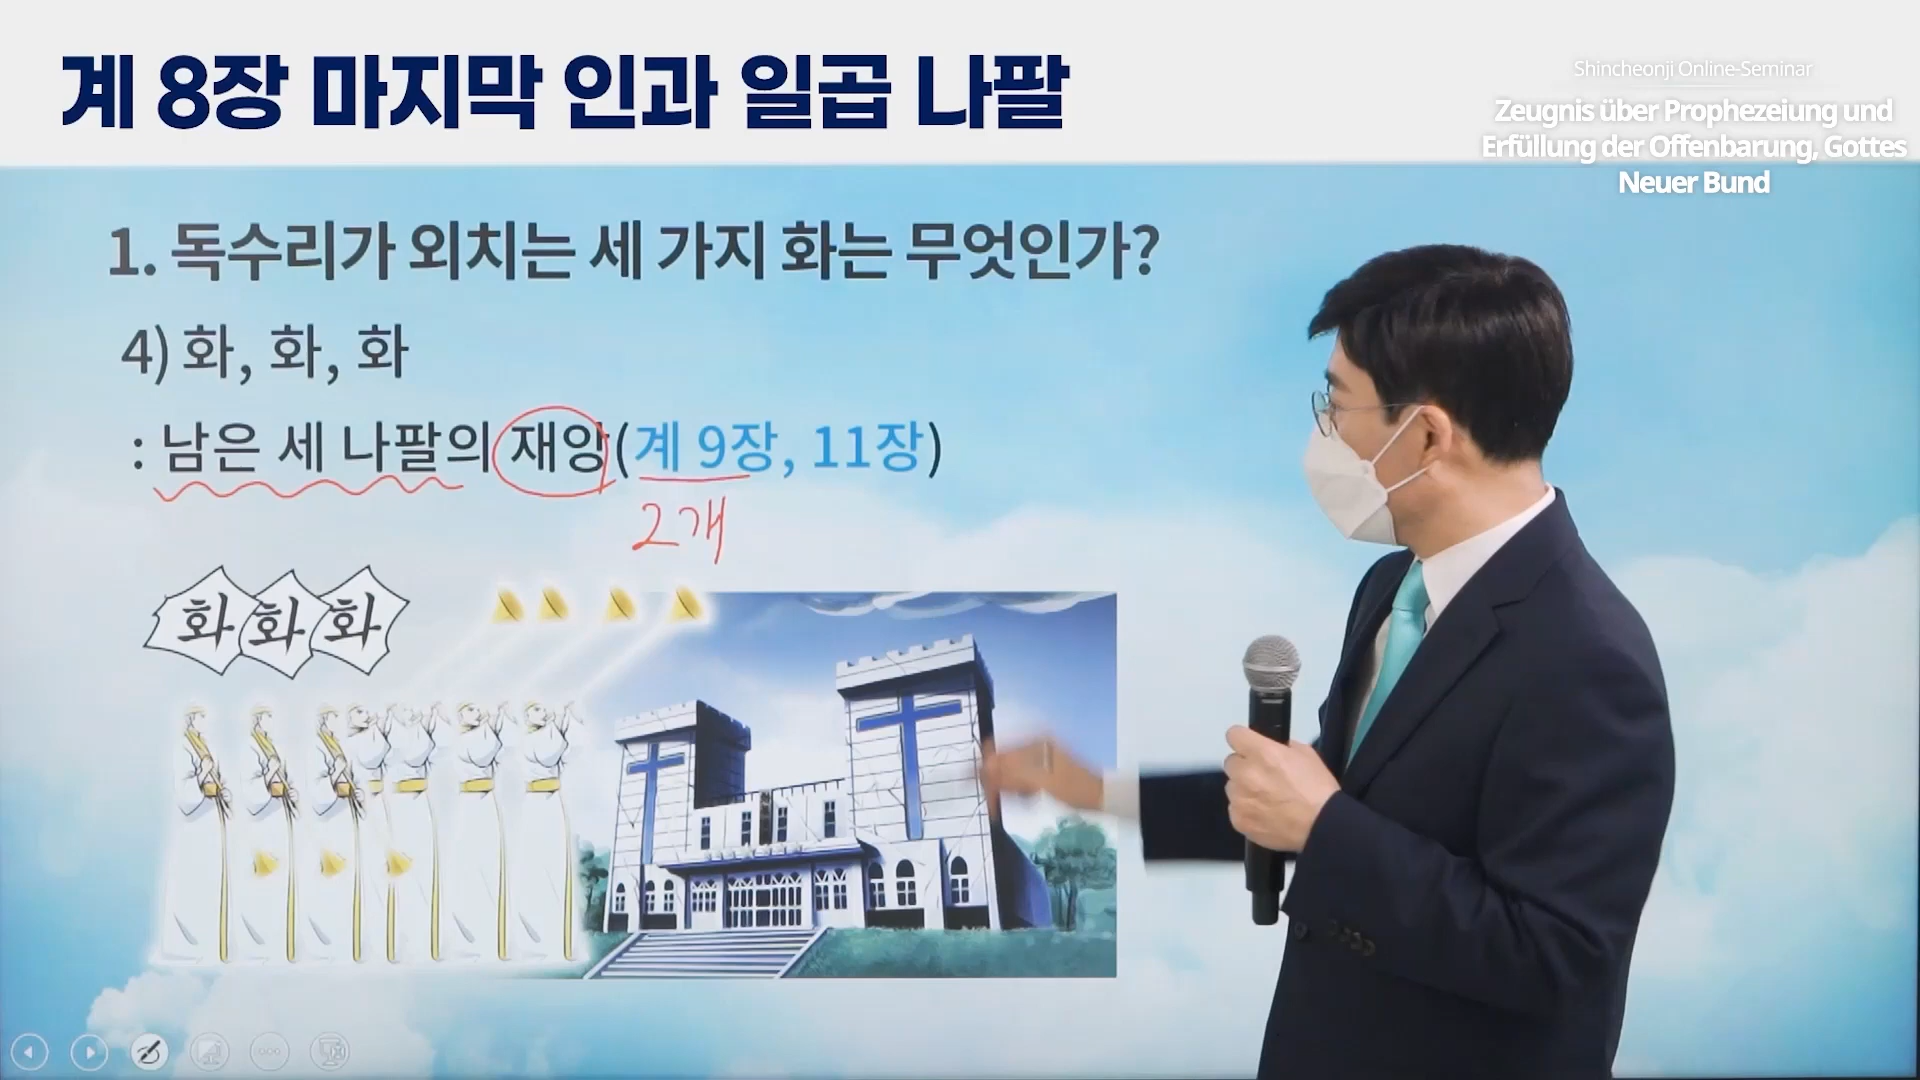 계 8장 마지막 인과 일곱 나팔
Shincheonji Online-Seminar
Zeugnis über Prophezeiung und
Erfüllung der Offenbarung, Gottes
Neuer Bund
1. 독수리가 외치는 세 가지 화는 무엇인가?
4) 화, 화, 화
: 남은 세 나팔의 재앙(계 9장, 11장)
2개
화 화 화